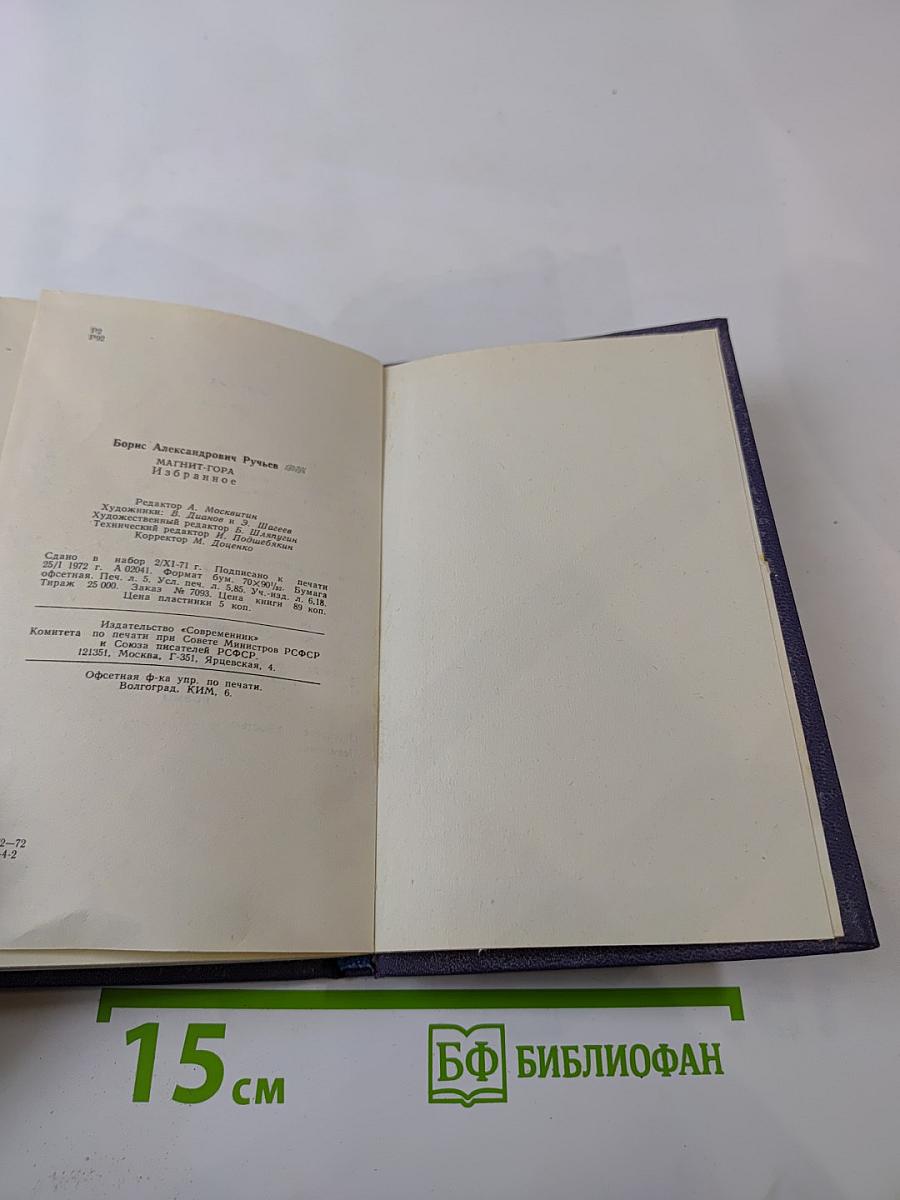 Р2
Р92
Борис Александрович Ручьев
МАГНИТ-ГОРА
Избранное
Редактор А. Москвитин
Художники: В. Дианов и Э. Шагеев
Художественный редактор Б. Шляпугин
Технический редактор И. Подшебякин
Корректор М. Доценко
Сдано в набор 2/XI-71 г. Подписано к печати
25/I 1972 г. А 02041. Формат бум. 70×90¹/₃₂. Бумага
офсетная. Печ. л. 5. Усл. печ. л. 5,85. Уч.-изд. л. 6,18.
Тираж 25 000. Заказ № 7093. Цена книги 89 коп.
Цена пластинки 5 коп.
Издательство «Современник»
Комитета по печати при Совете Министров РСФСР
и Союза писателей РСФСР.
121351, Москва, Г-351, Ярцевская, 4.
Офсетная ф-ка упр. по печати.
Волгоград, КИМ, 6.
2—72
4-2
15 см
БФ БИБЛИОФАН